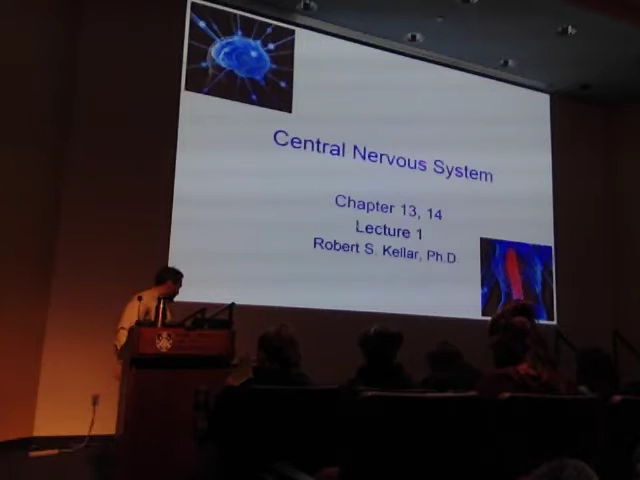 Central Nervous System
Chapter 13, 14
Lecture 1
Robert S. Kellar, Ph.D